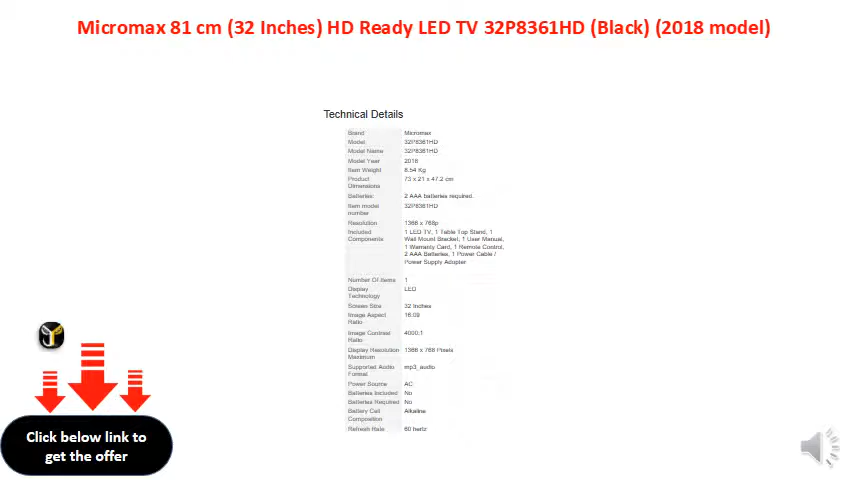 Micromax 81 cm (32 Inches) HD Ready LED TV 32P8361HD (Black) (2018 model)
Technical Details
Brand Micromax
Model 32P8361HD
Model Name 32P8361HD
Model Year 2018
Item Weight 8.54 Kg
Product Dimensions 73 x 21 x 47.2 cm
Batteries: 2 AAA batteries required.
Item model number 32P8361HD
Resolution 1366 x 768p
Included Components 1 LED TV, 1 Table Top Stand, 1
Wall Mount Bracket, 1 User Manual,
1 Warranty Card, 1 Remote Control,
2 AAA Batteries, 1 Power Cable /
Power Supply Adapter
Number Of Items 1
Display Technology LED
Screen Size 32 Inches
Image Aspect Ratio 16:09
Image Contrast Ratio 4000:1
Display Resolution Maximum 1366 x 768 Pixels
Supported Audio Format mp3_audio
Power Source AC
Batteries Included No
Batteries Required No
Battery Cell Composition Alkaline
Refresh Rate 60 hertz
Click below link to
get the offer